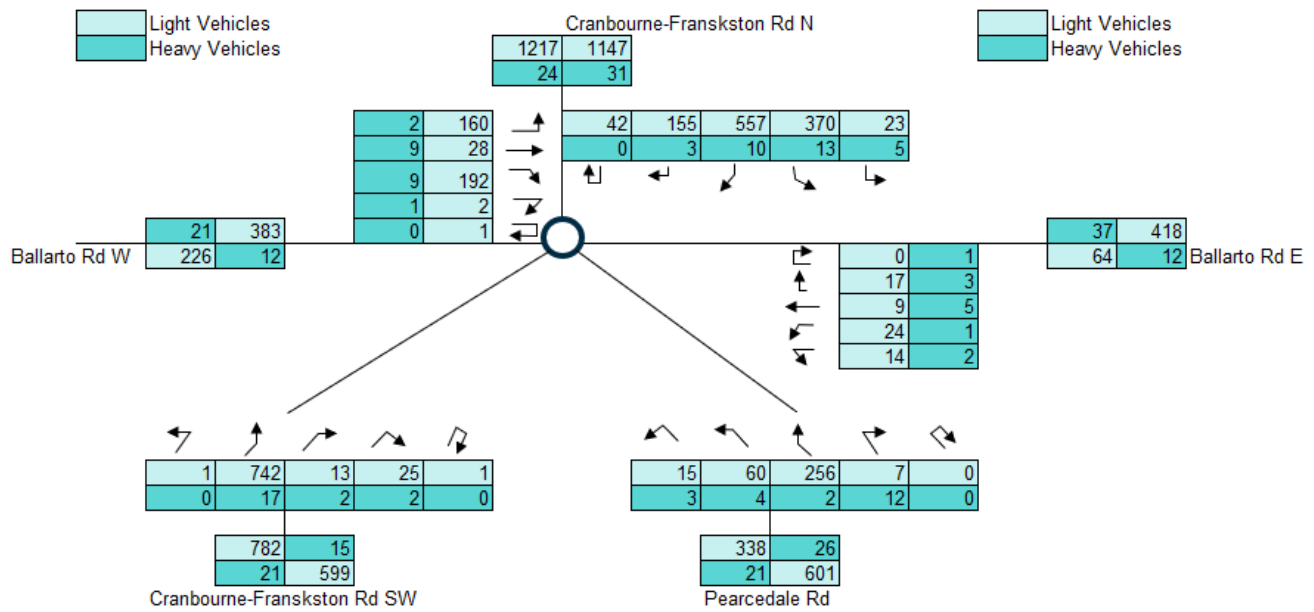 Light Vehicles
Heavy Vehicles
Cranbourne-Franskston Rd N
Light Vehicles
Heavy Vehicles
1217 1147
24 31
2 160
9 28
9 192
1 2
0 1
42 155 557 370 23
0 3 10 13 5
Ballarto Rd W
21 383
226 12
37 418
64 12
Ballarto Rd E
0 1
17 3
9 5
24 1
14 2
1 742 13 25 1
0 17 2 2 0
782 15
21 599
Cranbourne-Franskston Rd SW
15 60 256 7 0
3 4 2 12 0
338 26
21 601
Pearcedale Rd